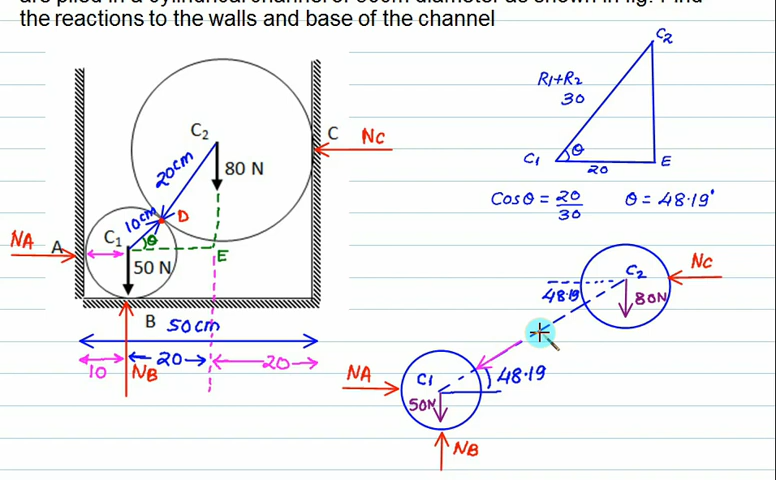 the reactions to the walls and base of the channel
C2
R1+R2
30
C1 θ 20 E
Cosθ = 20/30 θ = 48.19°
C2
20cm
80 N
C NC
10cm D
NA A C1 θ E
50 N
B 50cm
10 20 20
NB
C2 NC
48.19 80N
NA C1 48.19
50N
NB